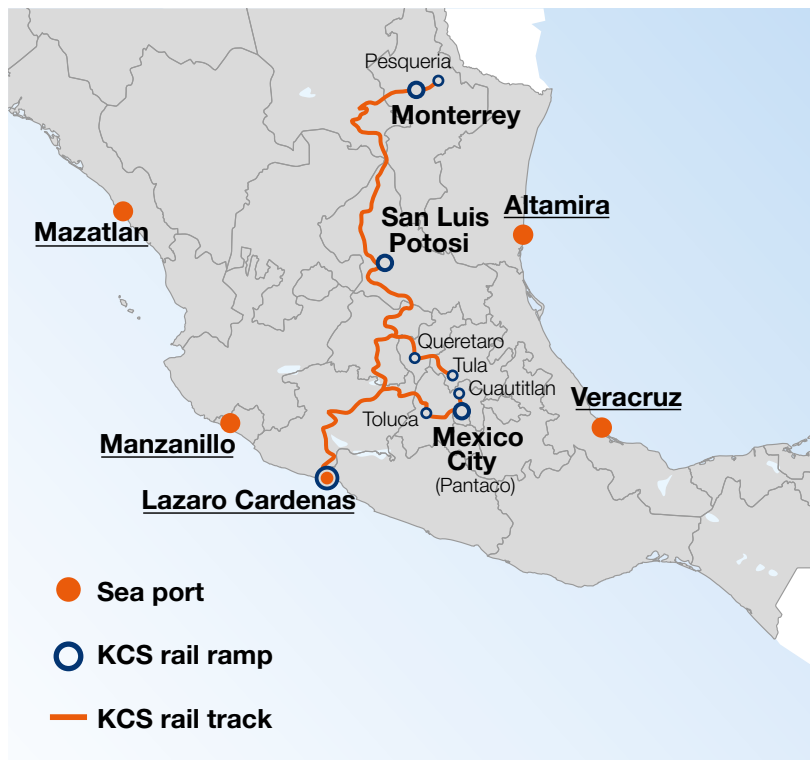 Pesqueria
Monterrey
San Luis
Potosi
Altamira
Mazatlan
Queretaro
Tula
Cuautitlan
Veracruz
Toluca
Manzanillo
Mexico
City
(Pantaco)
Lazaro Cardenas
Sea port
KCS rail ramp
KCS rail track